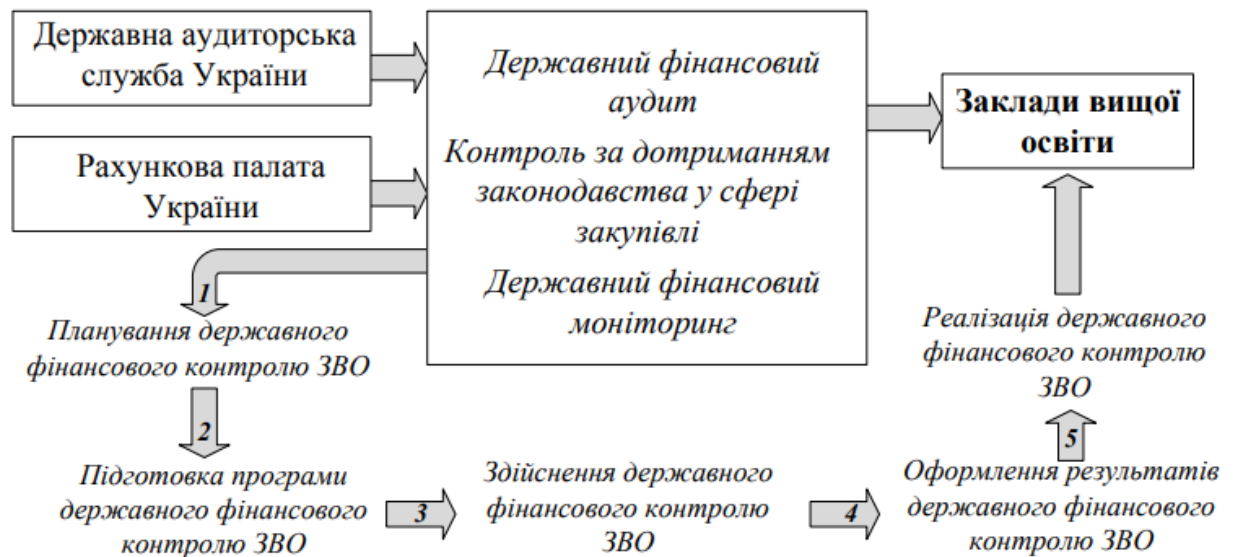 Державна аудиторська
служба України
Рахункова палата
України
Державний фінансовий
аудит
Контроль за дотриманням
законодавства у сфері
закупівлі
Державний фінансовий
моніторинг
Заклади вищої
освіти
1
Планування державного
фінансового контролю ЗВО
2
Підготовка програми
державного фінансового
контролю ЗВО
3
Здійснення державного
фінансового контролю
ЗВО
4
Оформлення результатів
державного фінансового
контролю ЗВО
5
Реалізація державного
фінансового контролю
ЗВО